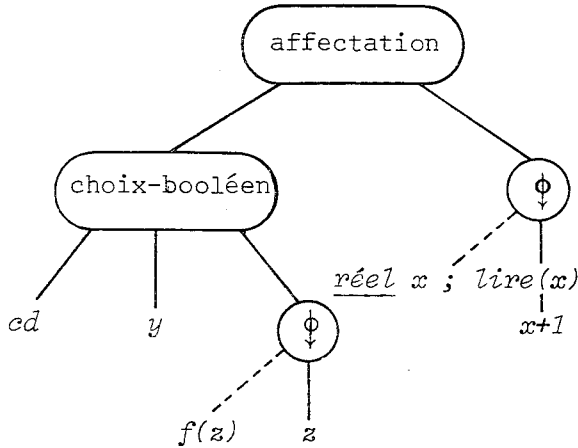 affectation
choix-booléen
réel x ; lire(x)
cd
y
x+1
f(z)
z